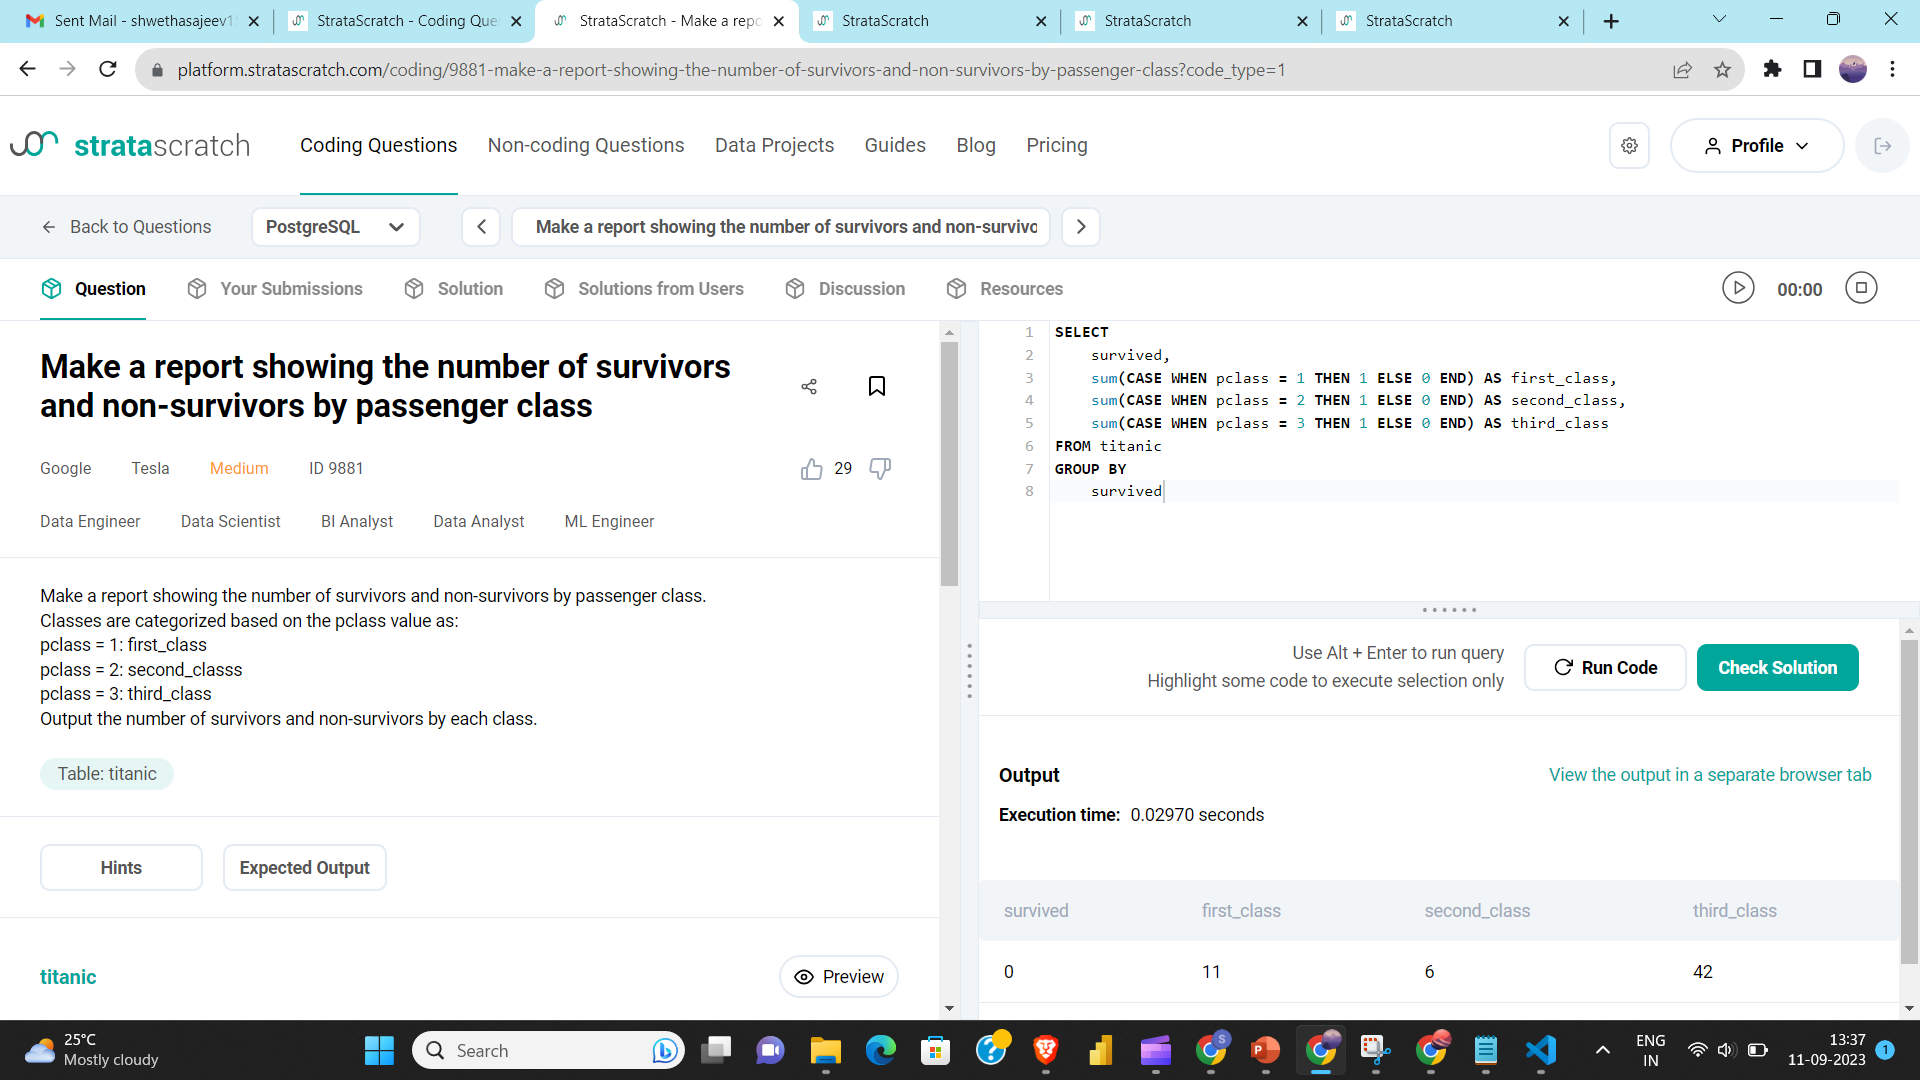 Sent Mail - shwethasajeev1
StrataScratch - Coding Que
StrataScratch - Make a repo
StrataScratch
StrataScratch
StrataScratch
platform.stratascratch.com/coding/9881-make-a-report-showing-the-number-of-survivors-and-non-survivors-by-passenger-class?code_type=1
stratascratch
Coding Questions
Non-coding Questions
Data Projects
Guides
Blog
Pricing
Profile
Back to Questions
PostgreSQL
Make a report showing the number of survivors and non-survivo
Question
Your Submissions
Solution
Solutions from Users
Discussion
Resources
00:00
Make a report showing the number of survivors
and non-survivors by passenger class
Google Tesla Medium ID 9881
29
Data Engineer Data Scientist BI Analyst Data Analyst ML Engineer
Make a report showing the number of survivors and non-survivors by passenger class.
Classes are categorized based on the pclass value as:
pclass = 1: first_class
pclass = 2: second_classs
pclass = 3: third_class
Output the number of survivors and non-survivors by each class.
Table: titanic
Hints
Expected Output
titanic
Preview
1 SELECT
2 survived,
3 sum(CASE WHEN pclass = 1 THEN 1 ELSE 0 END) AS first_class,
4 sum(CASE WHEN pclass = 2 THEN 1 ELSE 0 END) AS second_class,
5 sum(CASE WHEN pclass = 3 THEN 1 ELSE 0 END) AS third_class
6 FROM titanic
7 GROUP BY
8 survived
Use Alt + Enter to run query
Highlight some code to execute selection only
Run Code
Check Solution
Output
View the output in a separate browser tab
Execution time: 0.02970 seconds
survived first_class second_class third_class
0 11 6 42
25°C
Mostly cloudy
Search
S
P
ENG
IN
13:37
11-09-2023
1